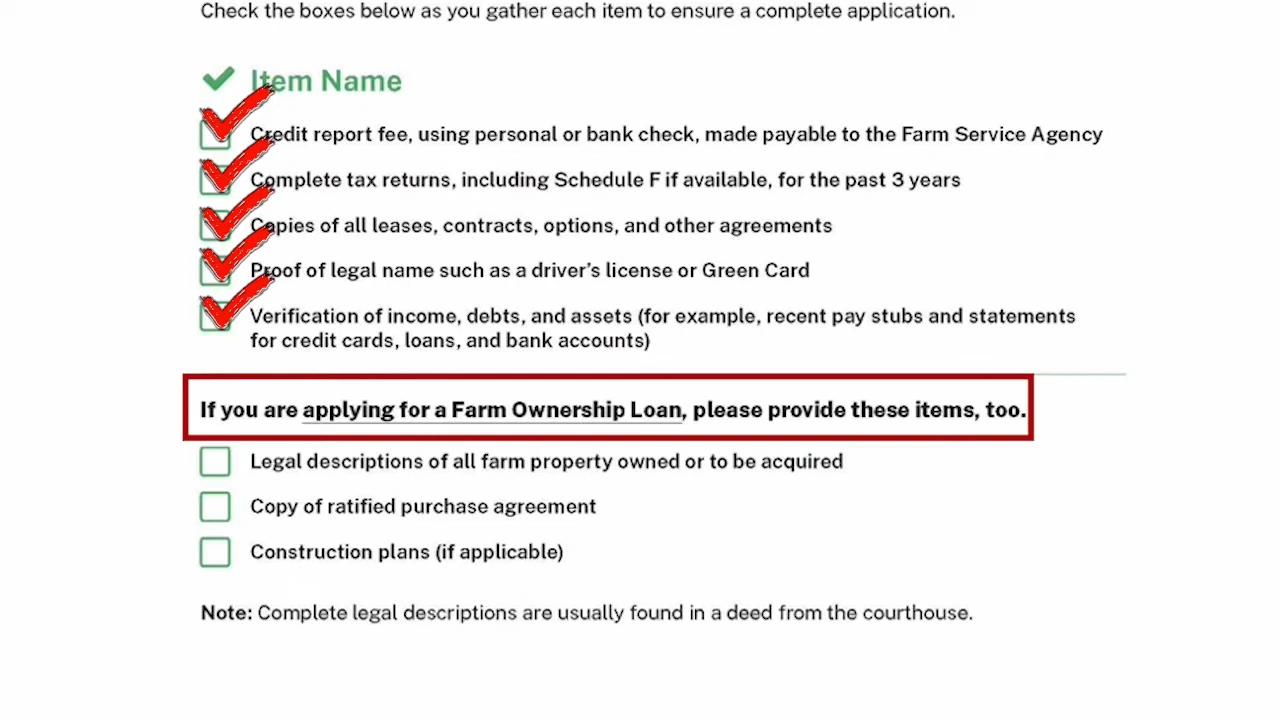 Check the boxes below as you gather each item to ensure a complete application.
Item Name
Credit report fee, using personal or bank check, made payable to the Farm Service Agency
Complete tax returns, including Schedule F if available, for the past 3 years
Copies of all leases, contracts, options, and other agreements
Proof of legal name such as a driver’s license or Green Card
Verification of income, debts, and assets (for example, recent pay stubs and statements
for credit cards, loans, and bank accounts)
If you are applying for a Farm Ownership Loan, please provide these items, too.
Legal descriptions of all farm property owned or to be acquired
Copy of ratified purchase agreement
Construction plans (if applicable)
Note: Complete legal descriptions are usually found in a deed from the courthouse.